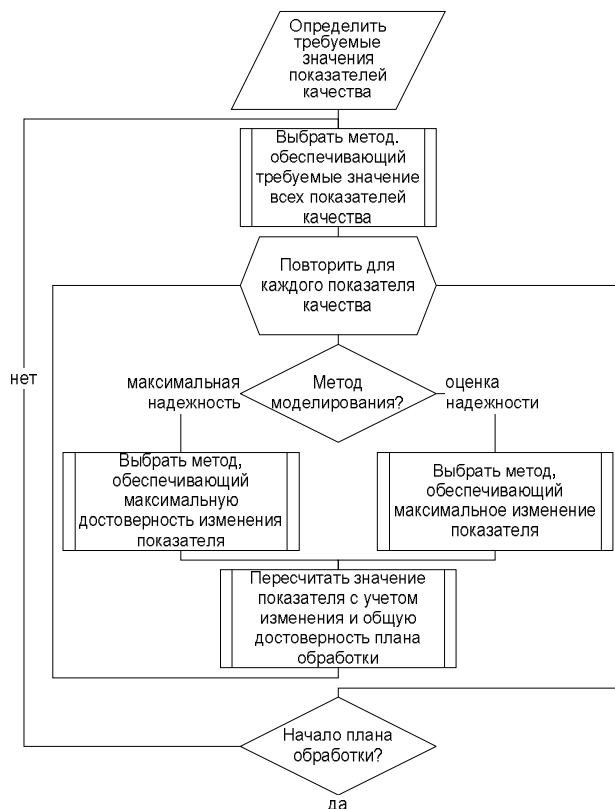 Определить
требуемые
значения
показателей
качества
Выбрать метод.
обеспечивающий
требуемые значение
всех показателей
качества
Повторить для
каждого показателя
качества
нет
максимальная
надежность
Метод
моделирования?
оценка
надежности
Выбрать метод,
обеспечивающий
максимальную
достоверность изменения
показателя
Выбрать метод,
обеспечивающий
максимальное изменение
показателя
Пересчитать значение
показателя с учетом
изменения и общую
достоверность плана
обработки
Начало плана
обработки?
да